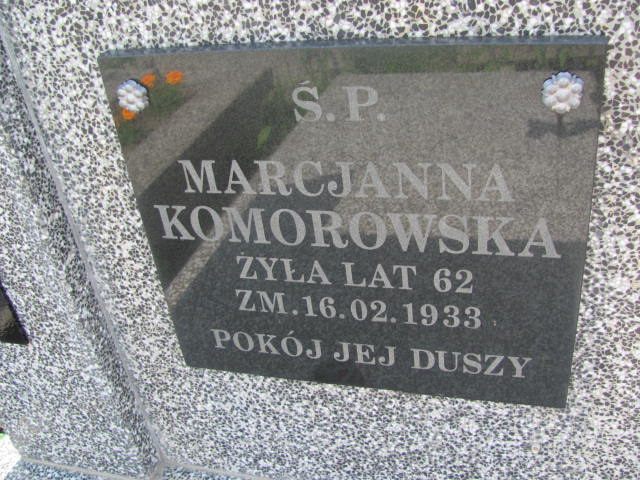 Ś.P.
MARCJANNA
KOMOROWSKA
ŻYŁA LAT 62
ZM.16.02.1933
POKÓJ JEJ DUSZY